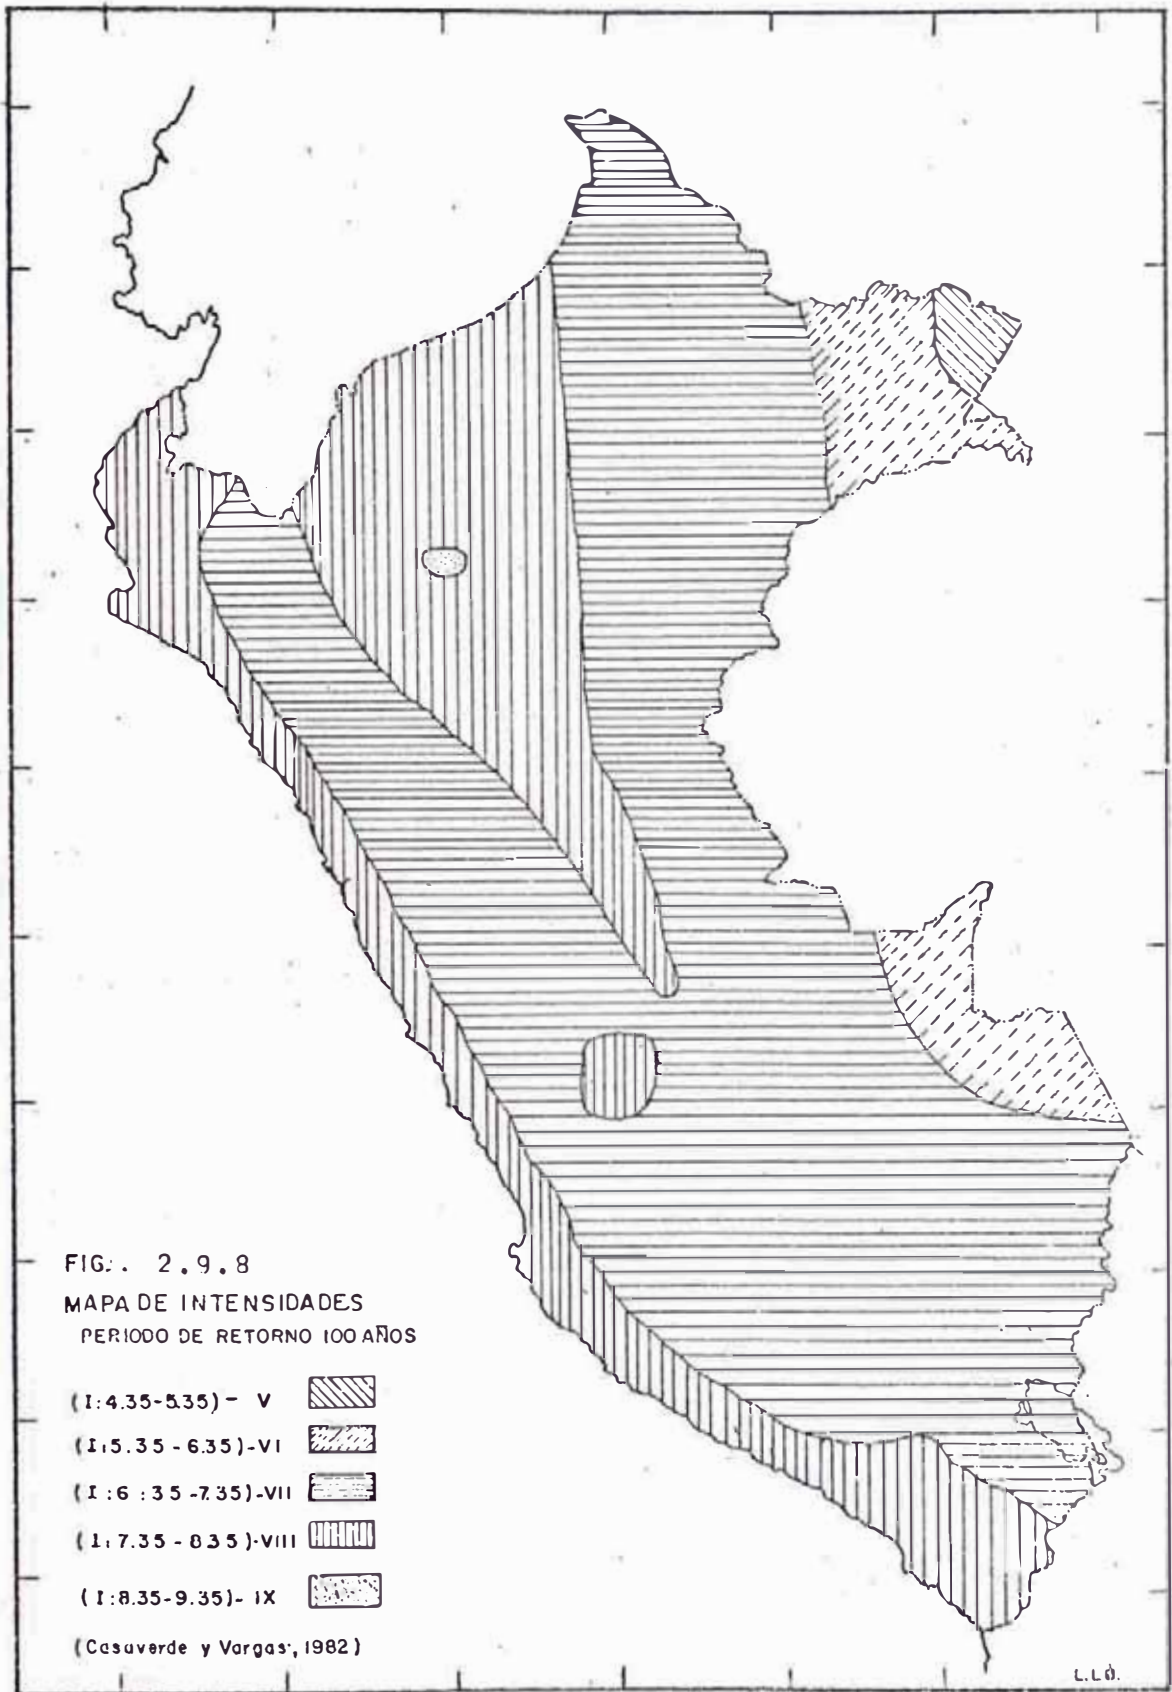 FIG. . 2.9.8
MAPA DE INTENSIDADES
PERIODO DE RETORNO 100 AÑOS
(I:4.35-5.35) - V
(I:5.35 - 6.35)-VI
(I:6:35 -7.35)-VII
(I:7.35 - 8.35)-VIII
(I:8.35-9.35)- IX
(Casaverde y Vargas, 1982)
L.LÓ.